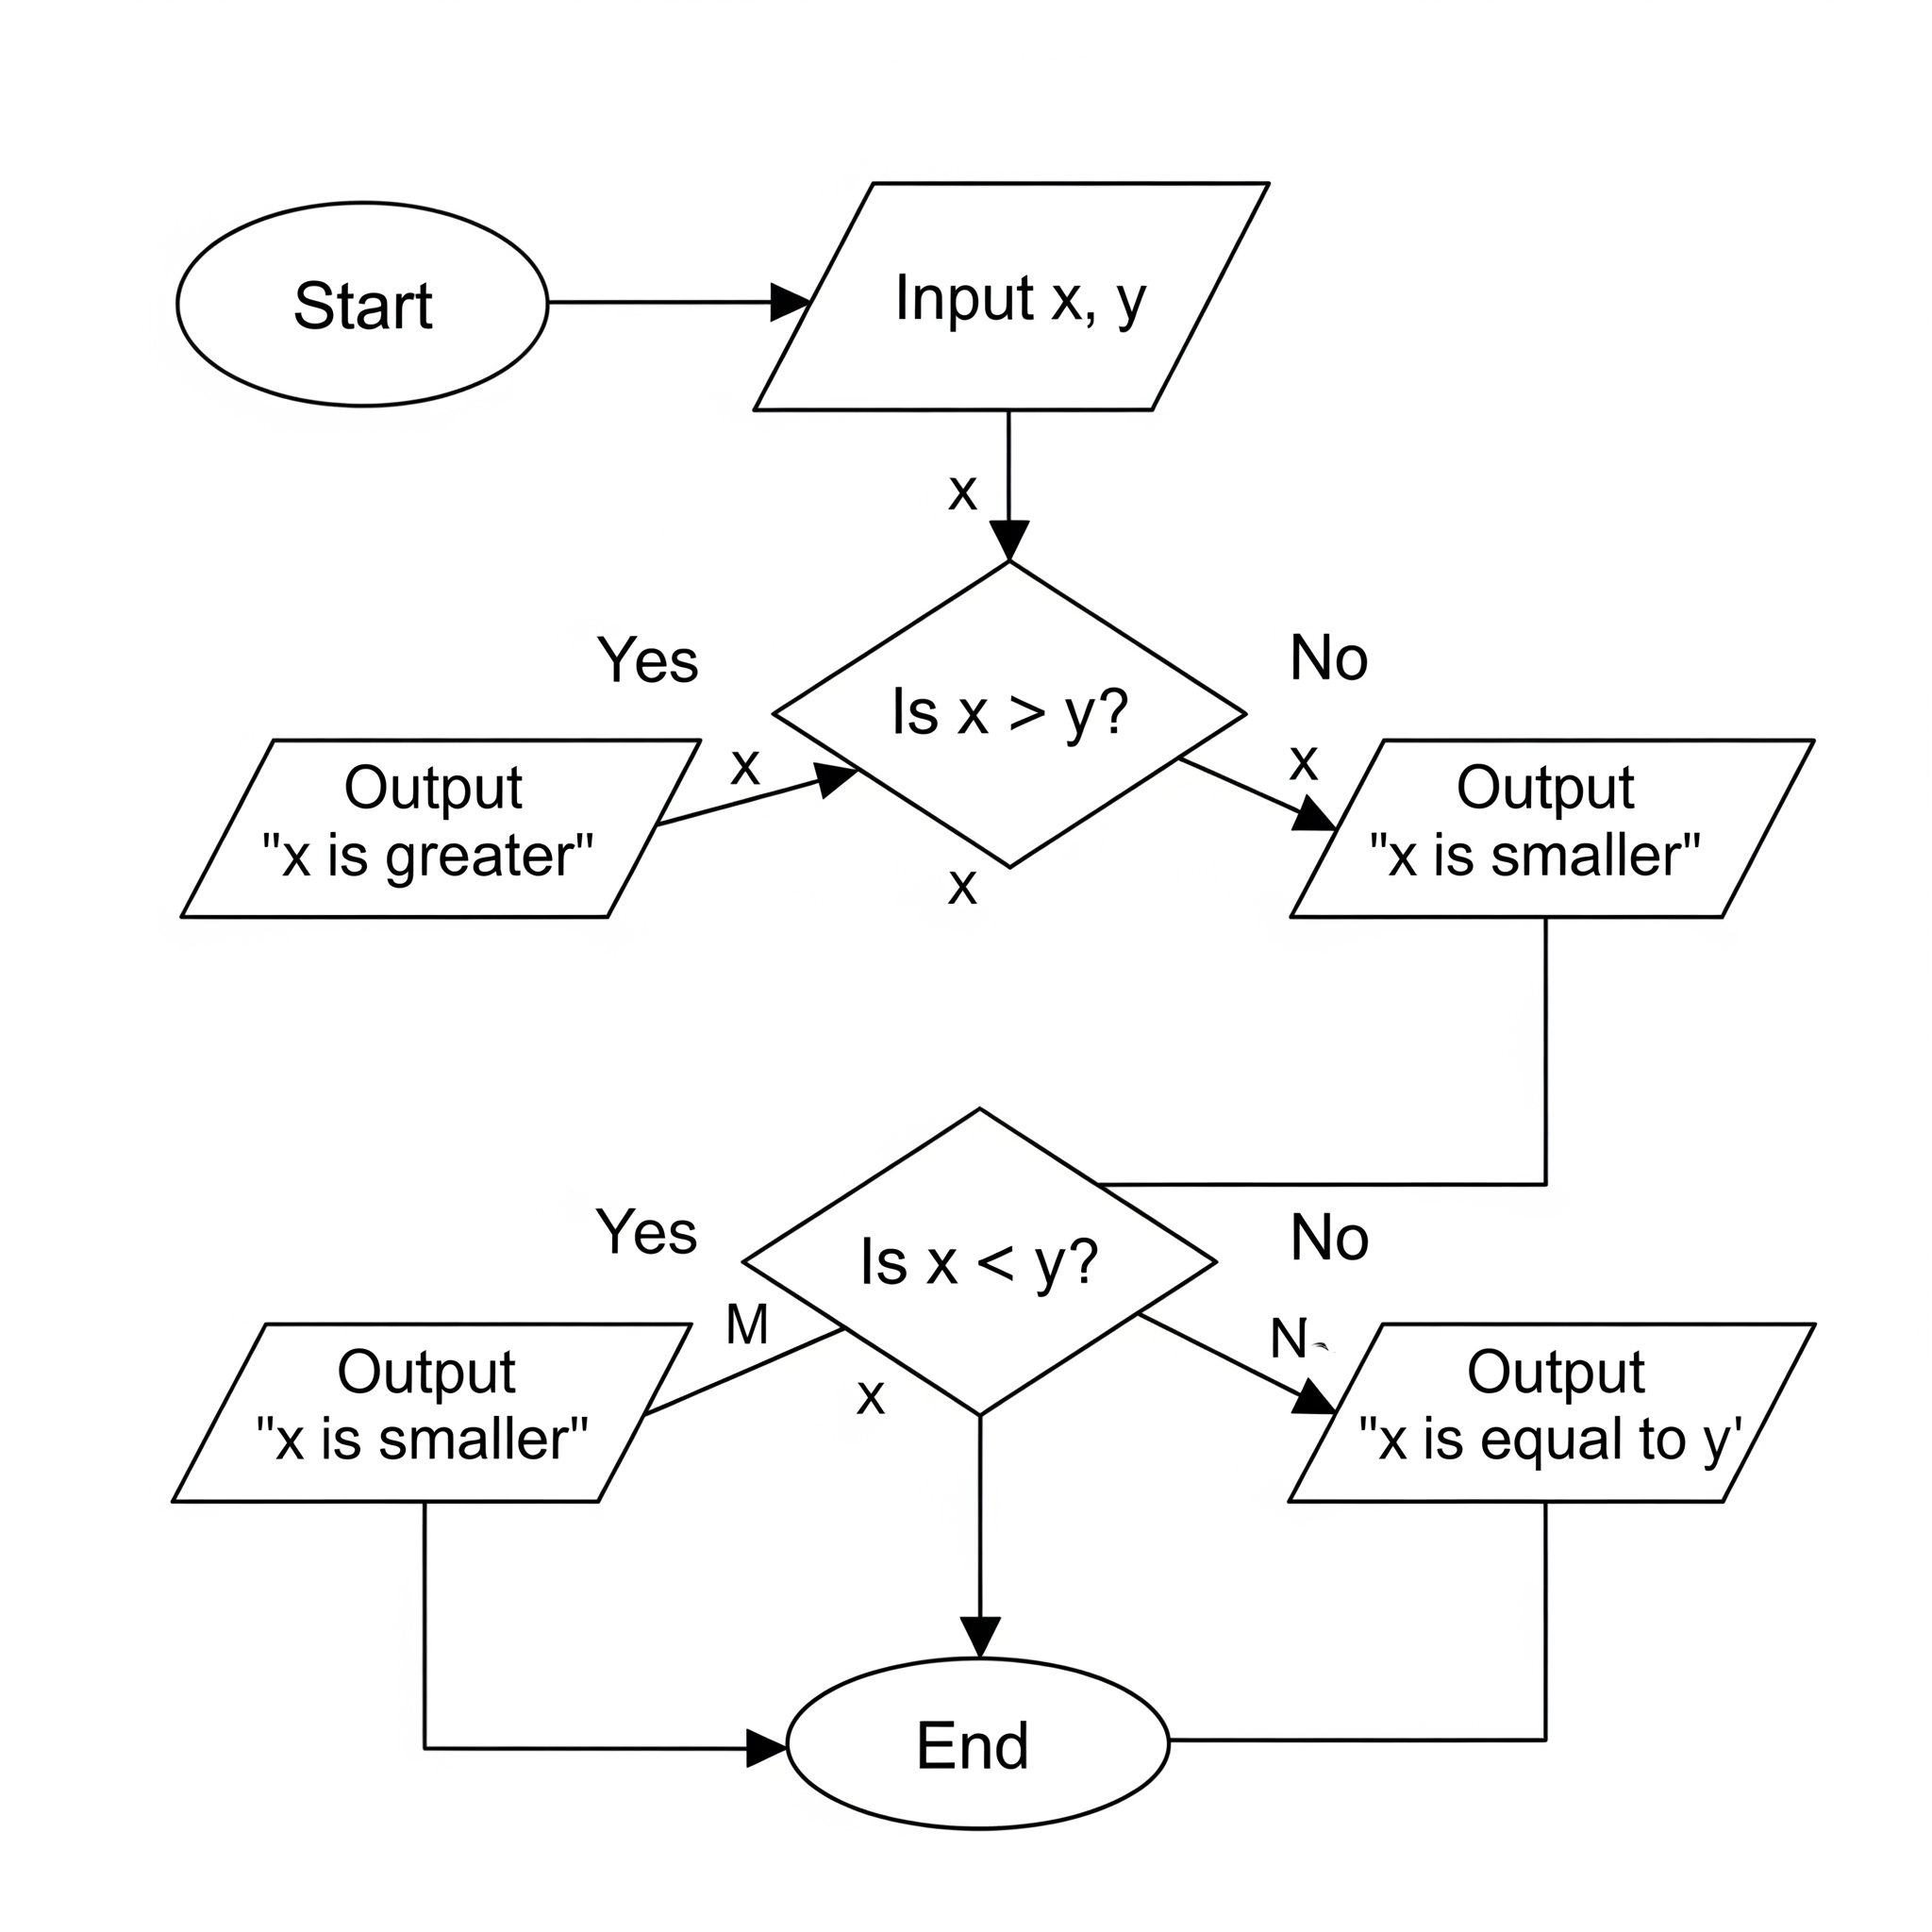 Start
Input x, y
x
Yes
No
Is x > y?
x
x
Output
"x is greater"
Output
"x is smaller"
x
Yes
No
Is x < y?
M
N
Output
"x is smaller"
x
Output
"x is equal to y'
End